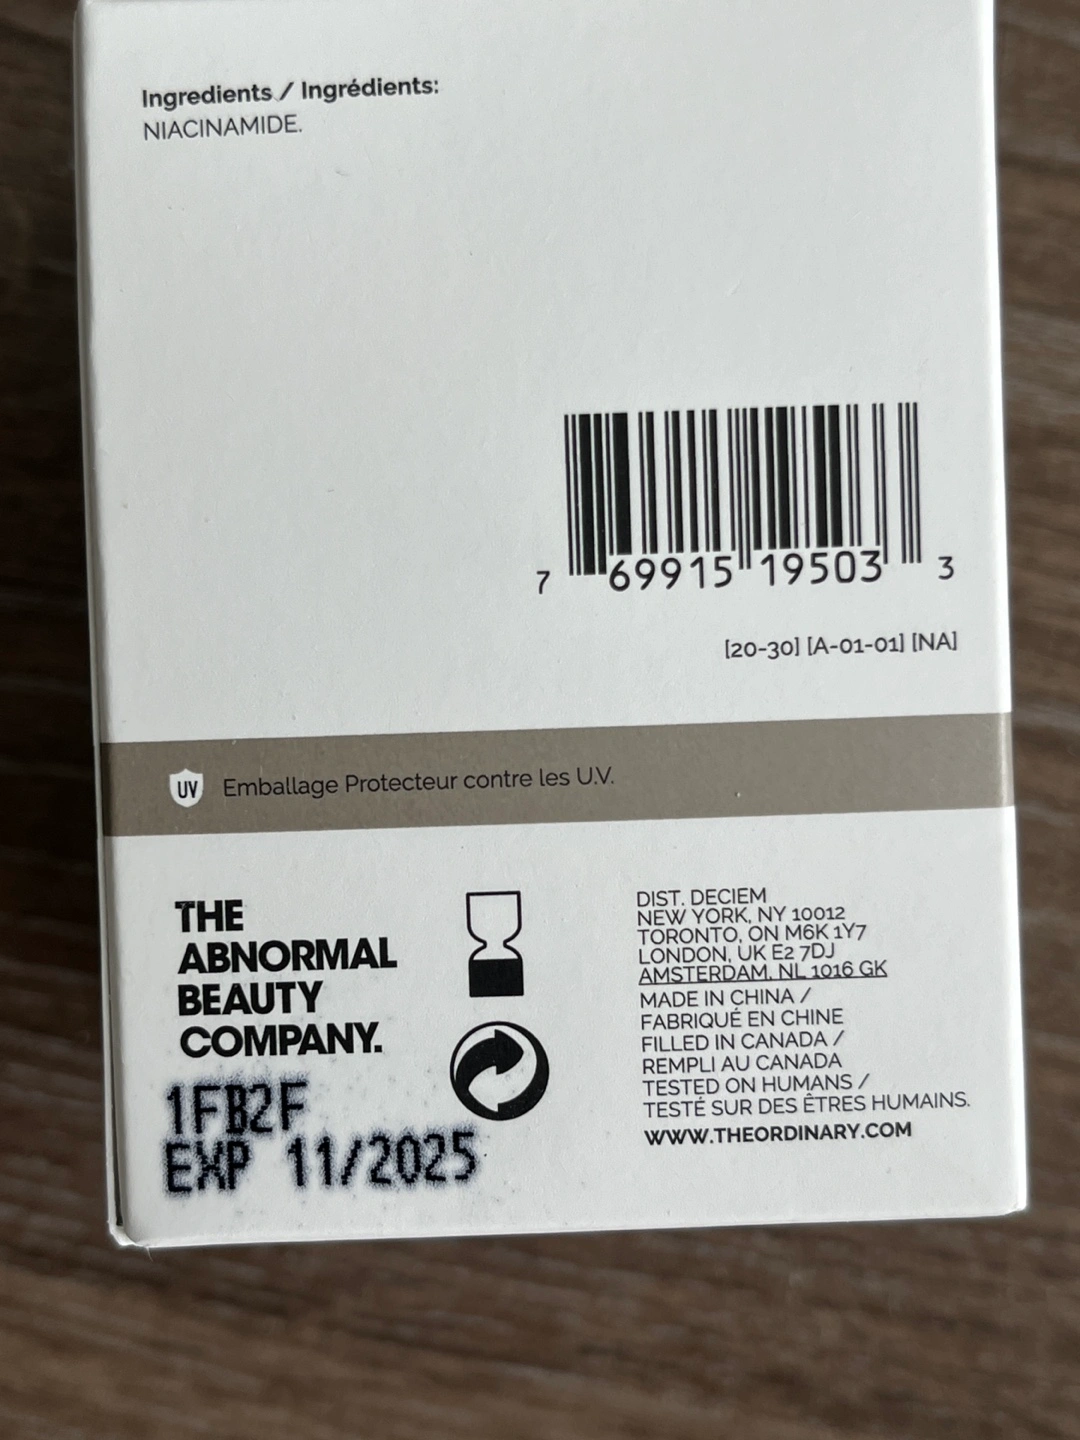 Ingredients / Ingrédients:
NIACINAMIDE.
7 69915 19503 3
[20-30] [A-01-01] [NA]
UV Emballage Protecteur contre les U.V.
THE
ABNORMAL
BEAUTY
COMPANY.
1FB2F
EXP 11/2025
DIST. DECIEM
NEW YORK, NY 10012
TORONTO, ON M6K 1Y7
LONDON, UK E2 7DJ
AMSTERDAM, NL 1016 GK
MADE IN CHINA /
FABRIQUÉ EN CHINE
FILLED IN CANADA /
REMPLI AU CANADA
TESTED ON HUMANS /
TESTÉ SUR DES ÊTRES HUMAINS.
WWW.THEORDINARY.COM